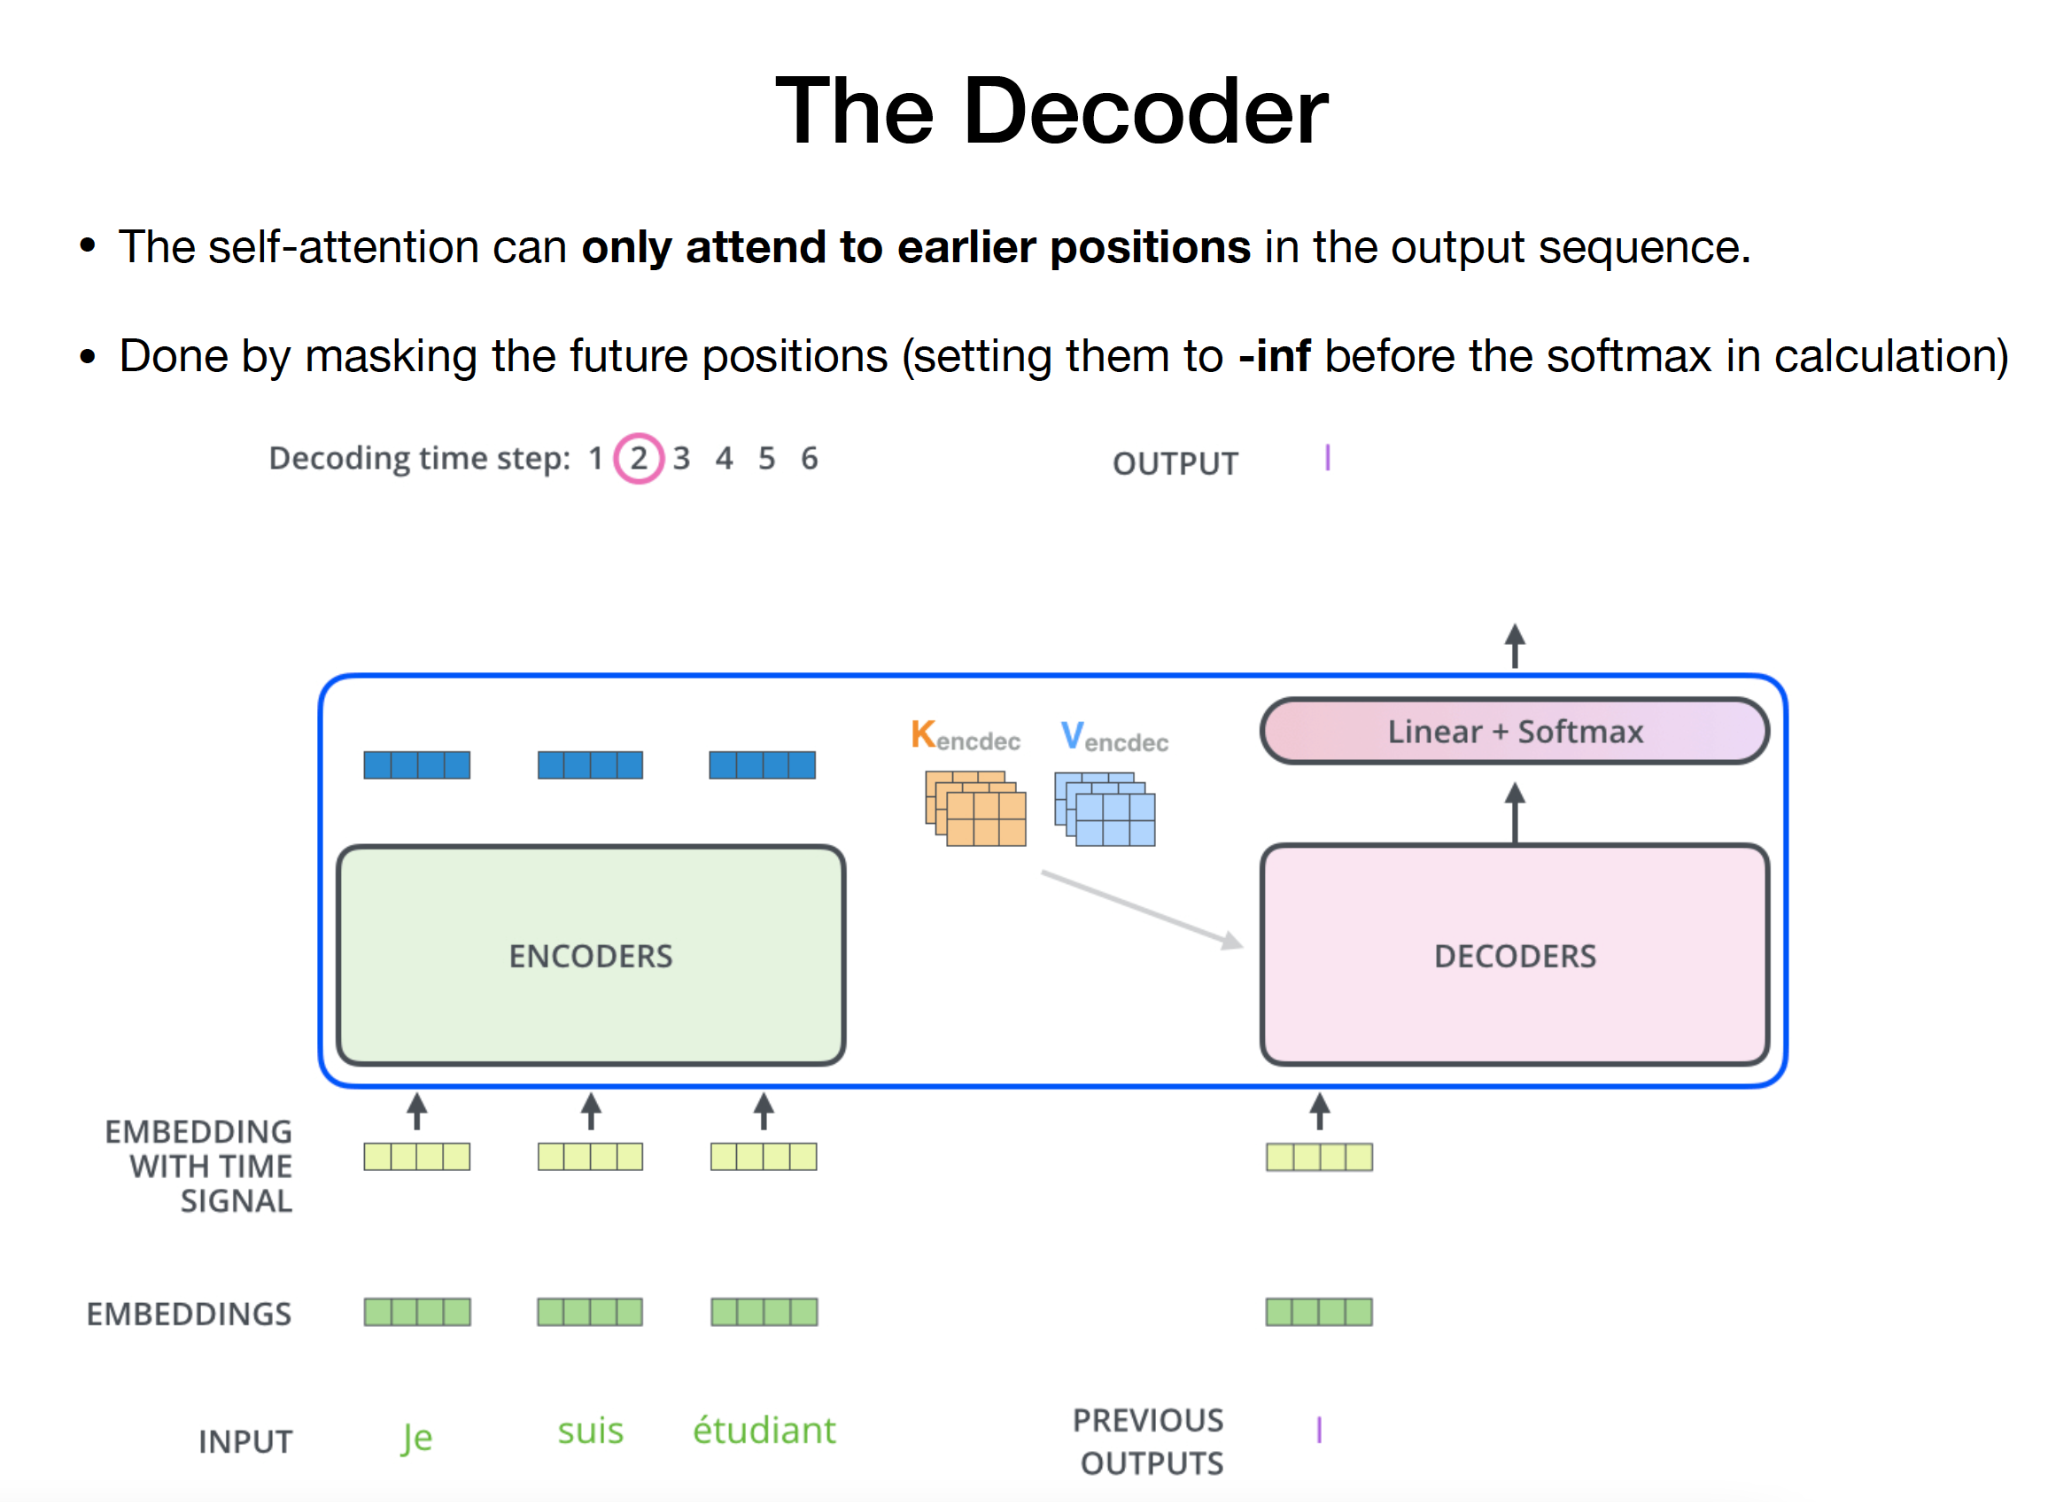 The Decoder
• The self-attention can only attend to earlier positions in the output sequence.
• Done by masking the future positions (setting them to -inf before the softmax in calculation)
Decoding time step: 1 2 3 4 5 6
OUTPUT I
Kencdec Vencdec
Linear + Softmax
ENCODERS
DECODERS
EMBEDDING
WITH TIME
SIGNAL
EMBEDDINGS
INPUT Je suis étudiant
PREVIOUS
OUTPUTS
I